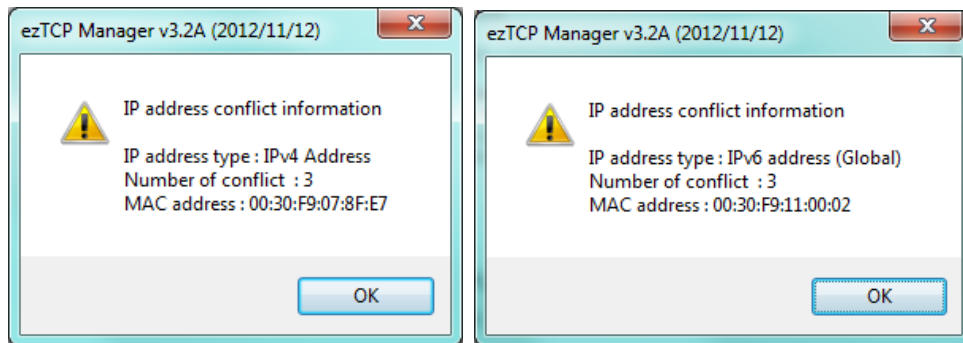 ezTCP Manager v3.2A (2012/11/12)
IP address conflict information
IP address type : IPv4 Address
Number of conflict : 3
MAC address : 00:30:F9:07:8F:E7
OK
ezTCP Manager v3.2A (2012/11/12)
IP address conflict information
IP address type : IPv6 address (Global)
Number of conflict : 3
MAC address : 00:30:F9:11:00:02
OK